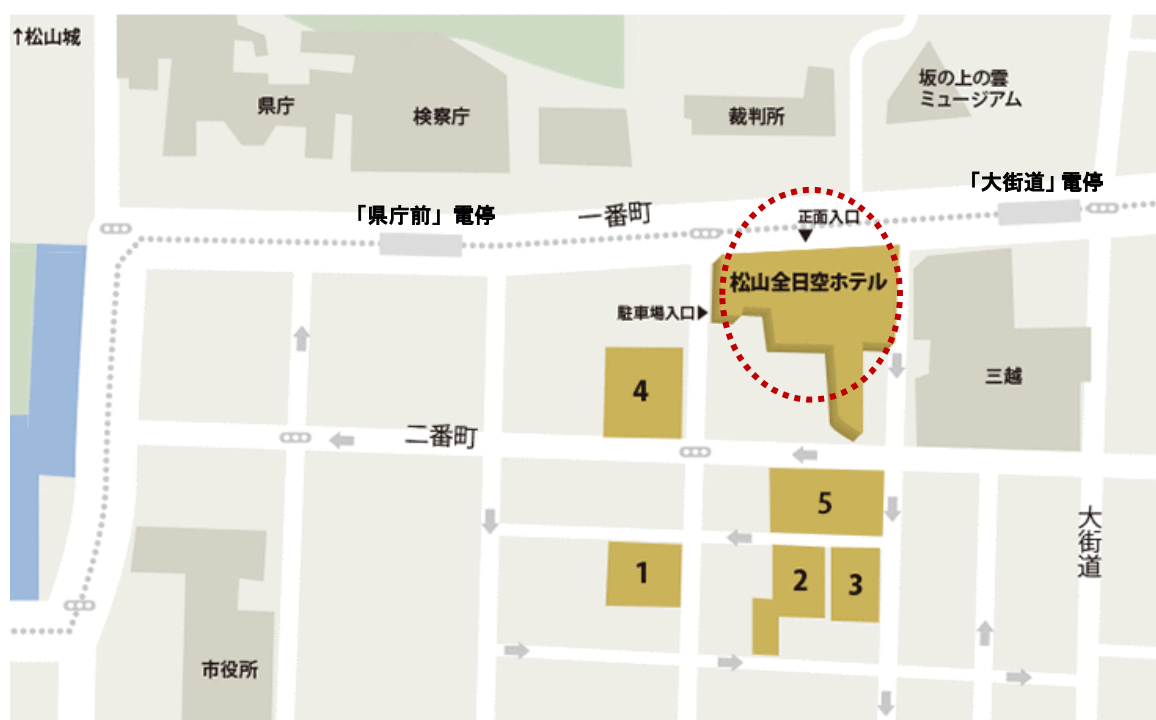 ↑松山城
県庁
検察庁
裁判所
坂の上の雲
ミュージアム
「県庁前」電停
一番町
「大街道」電停
正面入口
▼
松山全日空ホテル
駐車場入口▶
三越
4
二番町
5
大街道
1
2
3
市役所